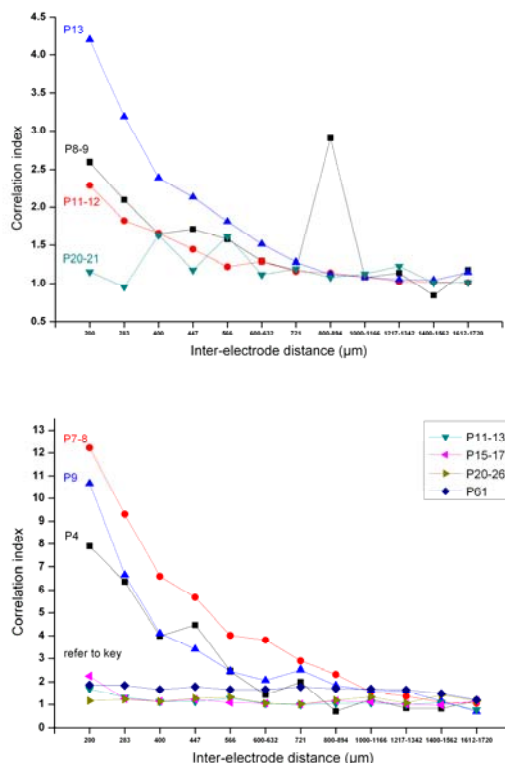 4.5
4.0
3.5
3.0
2.5
2.0
1.5
1.0
0.5
Correlation index
P13
P8-9
P11-12
P20-21
200 283 400 447 566 600-632 721 800-894 1000-1166 1217-1342 1400-1562 1612-1720
Inter-electrode distance (µm)
13
12
11
10
9
8
7
6
5
4
3
2
1
0
Correlation index
P7-8
P9
P4
refer to key
P11-13
P15-17
P20-26
P61
200 283 400 447 566 600-632 721 800-894 1000-1166 1217-1342 1400-1562 1612-1720
Inter-electrode distance (µm)